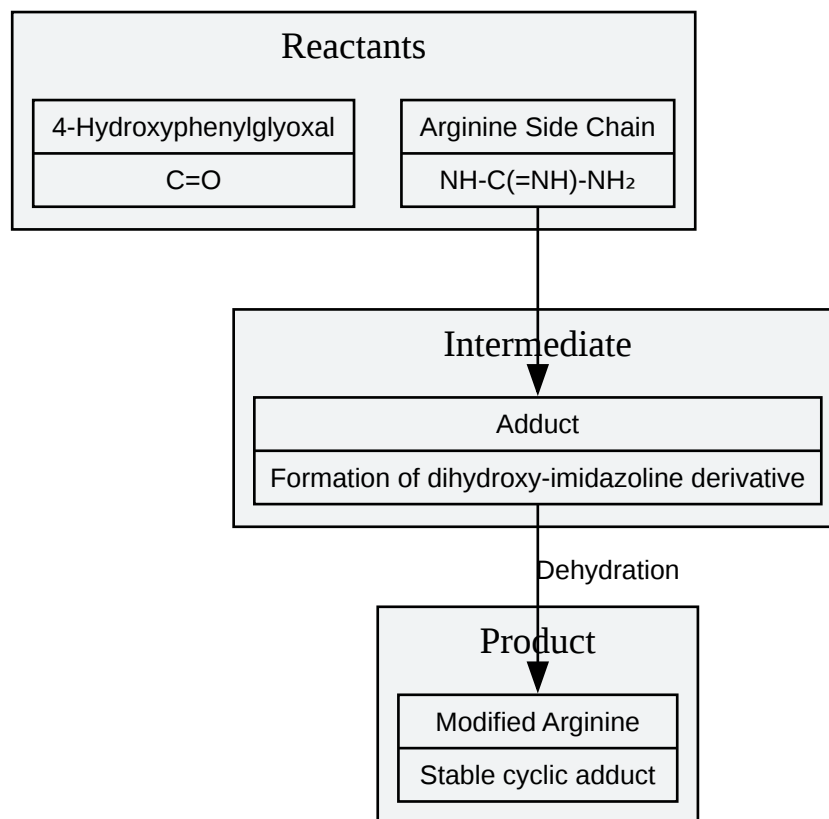 Reactants
4-Hydroxyphenylglyoxal
C=O
Arginine Side Chain
NH-C(=NH)-NH₂
Intermediate
Adduct
Formation of dihydroxy-imidazoline derivative
Dehydration
Product
Modified Arginine
Stable cyclic adduct